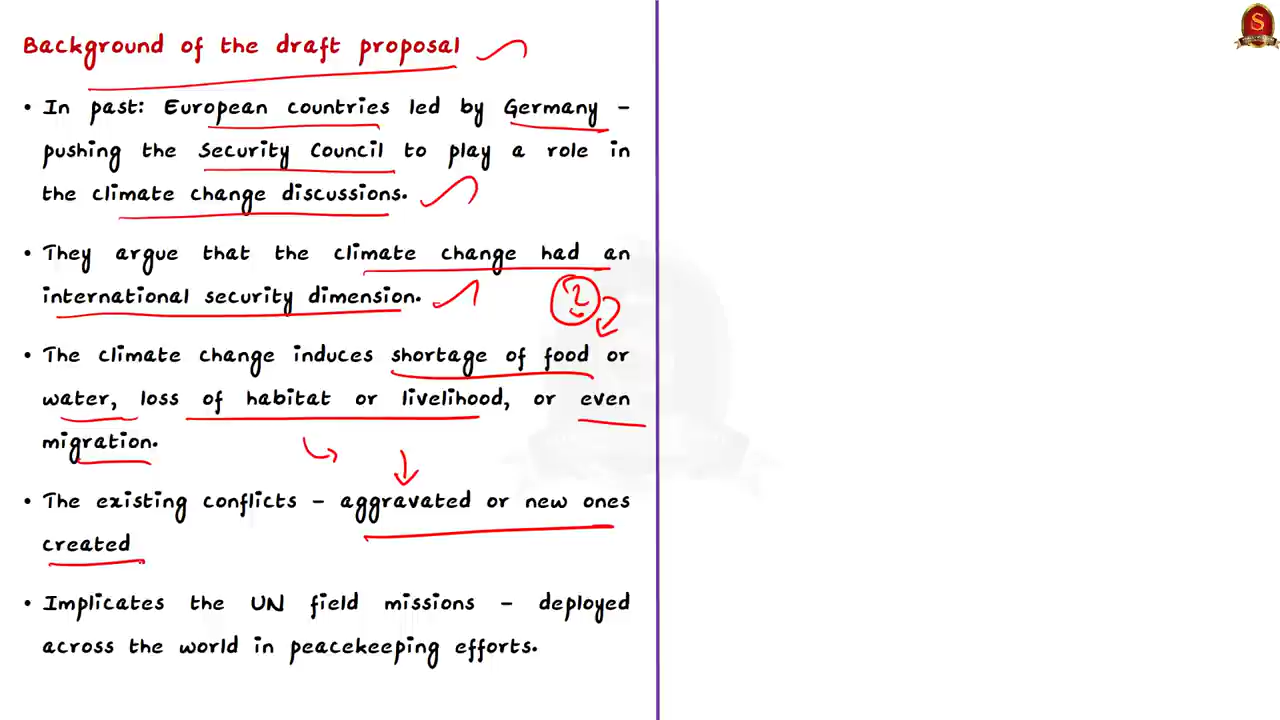 Background of the draft proposal
• In past: European countries led by Germany –
pushing the Security Council to play a role in
the climate change discussions.
• They argue that the climate change had an
international security dimension.
2
• The climate change induces shortage of food or
water, loss of habitat or livelihood, or even
migration.
• The existing conflicts – aggravated or new ones
created
• Implicates the UN field missions – deployed
across the world in peacekeeping efforts.
S